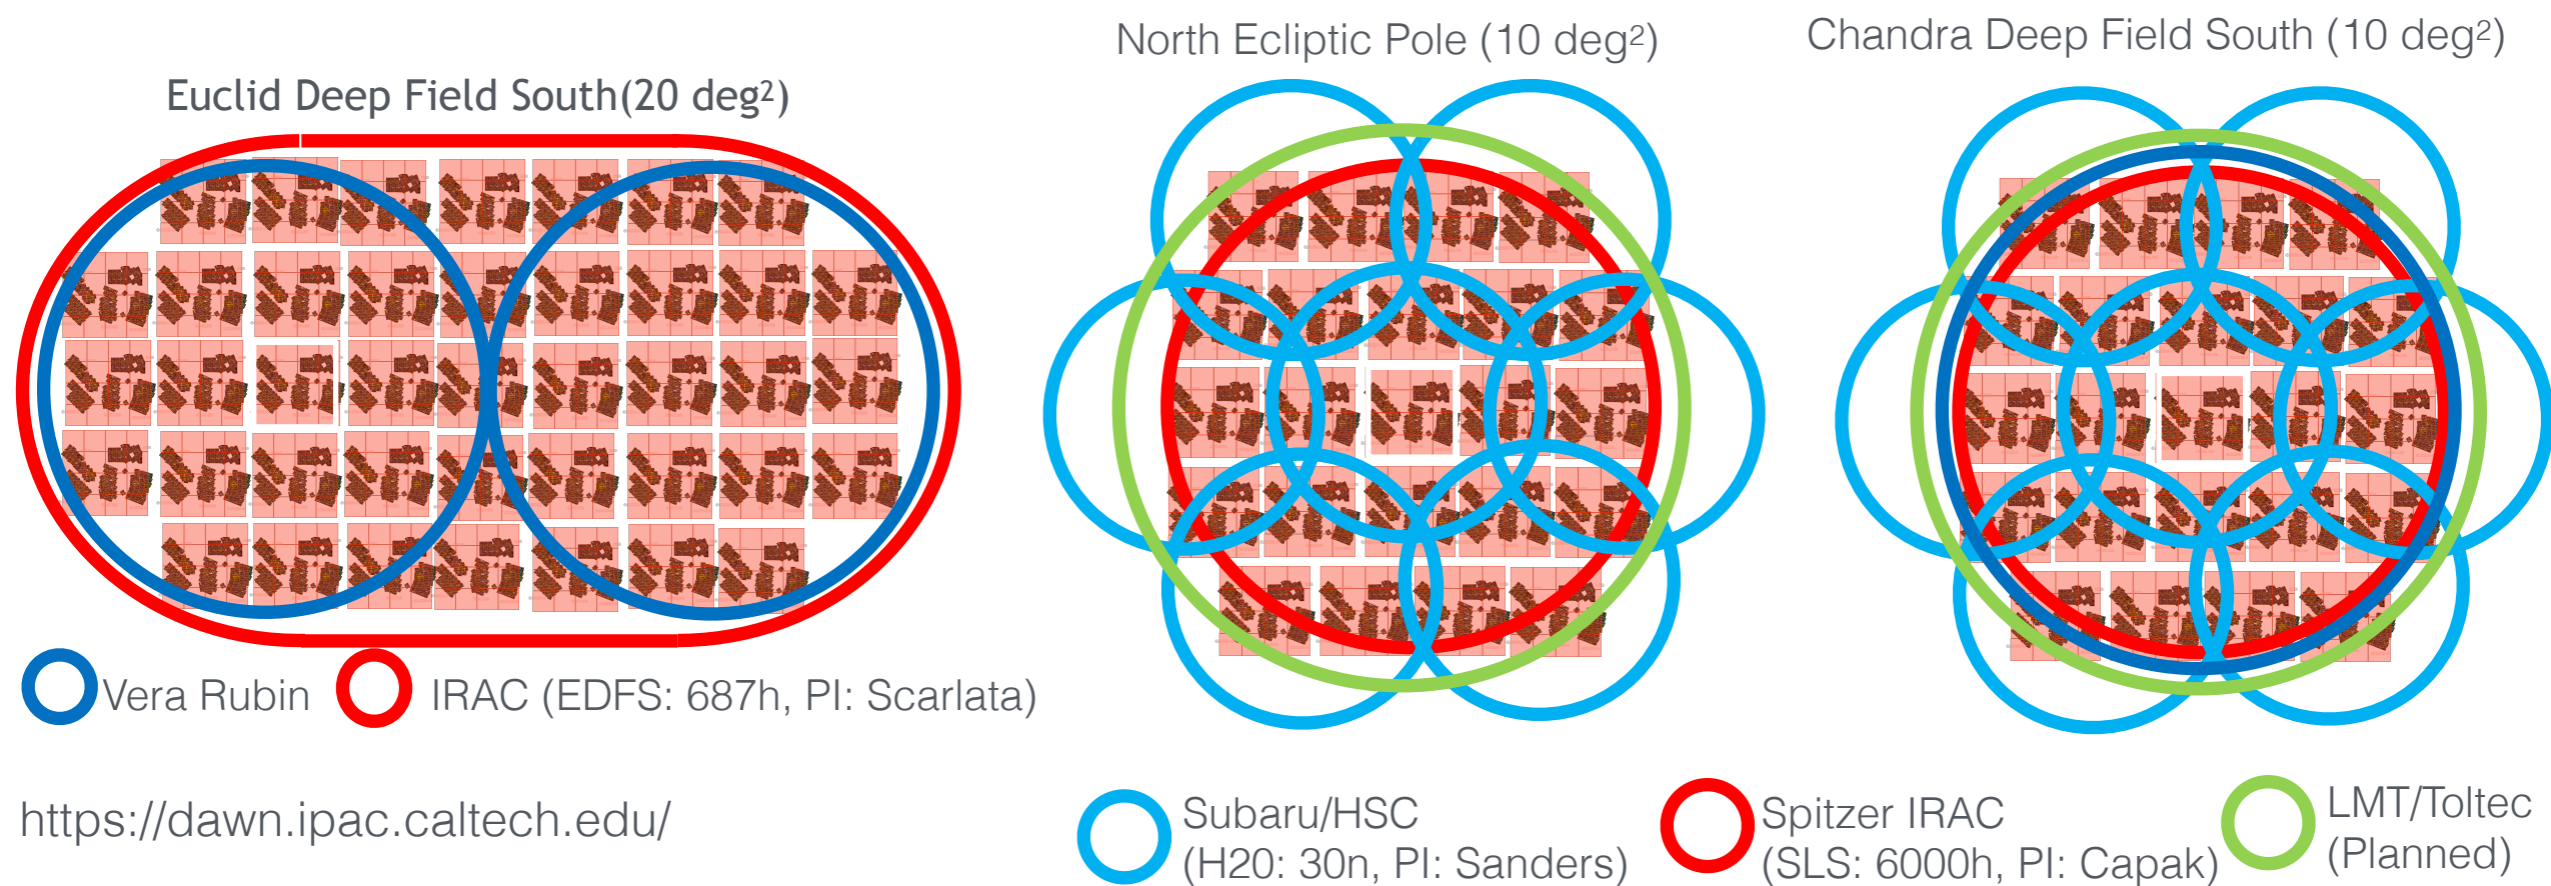 North Ecliptic Pole (10 deg²)
Chandra Deep Field South (10 deg²)
Euclid Deep Field South(20 deg²)
Vera Rubin
IRAC (EDFS: 687h, PI: Scarlata)
https://dawn.ipac.caltech.edu/
Subaru/HSC
(H20: 30n, PI: Sanders)
Spitzer IRAC
(SLS: 6000h, PI: Capak)
LMT/Toltec
(Planned)